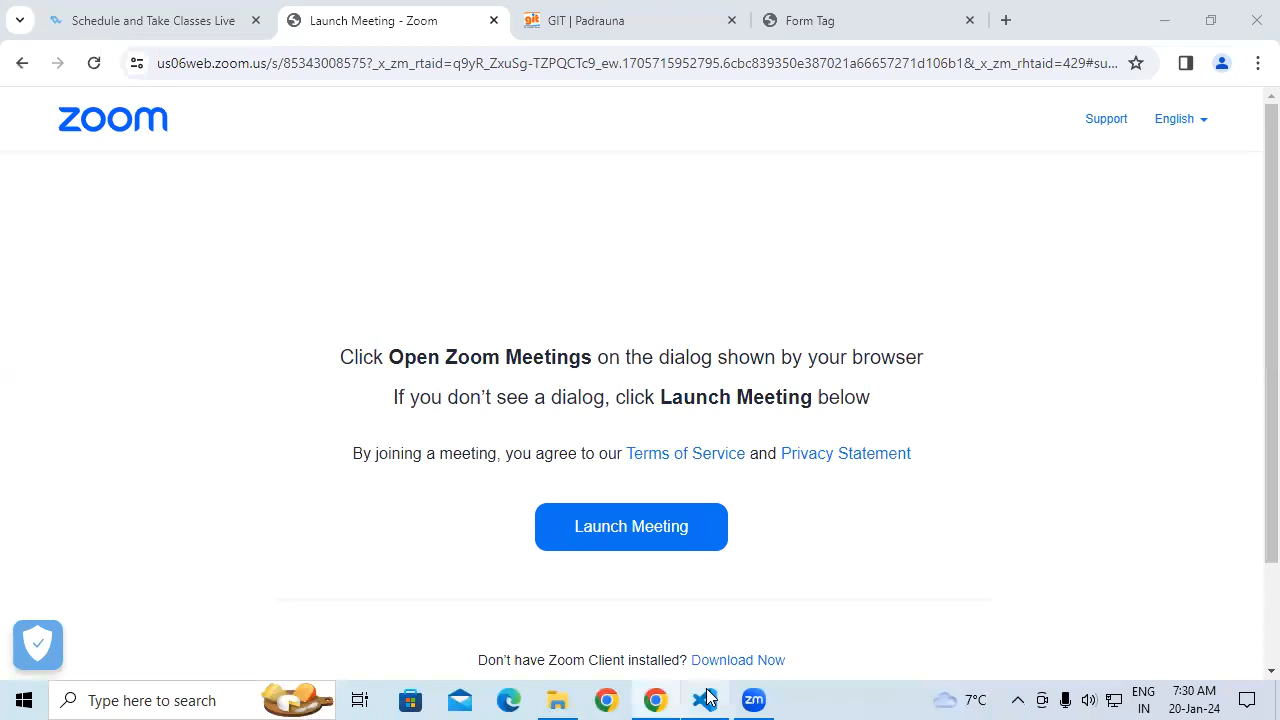 Schedule and Take Classes Live
Launch Meeting - Zoom
GIT | Padrauna
Form Tag
us06web.zoom.us/s/85343008575?_x_zm_rtaid=q9yR_ZxuSg-TZPQCTc9_ew.1705715952795.6cbc839350e387021a66657271d106b1&_x_zm_rhtaid=429#su...
zoom
Support
English
Click Open Zoom Meetings on the dialog shown by your browser
If you don’t see a dialog, click Launch Meeting below
By joining a meeting, you agree to our Terms of Service and Privacy Statement
Launch Meeting
Don’t have Zoom Client installed? Download Now
Type here to search
zm
7°C
ENG
IN
7:30 AM
20-Jan-24